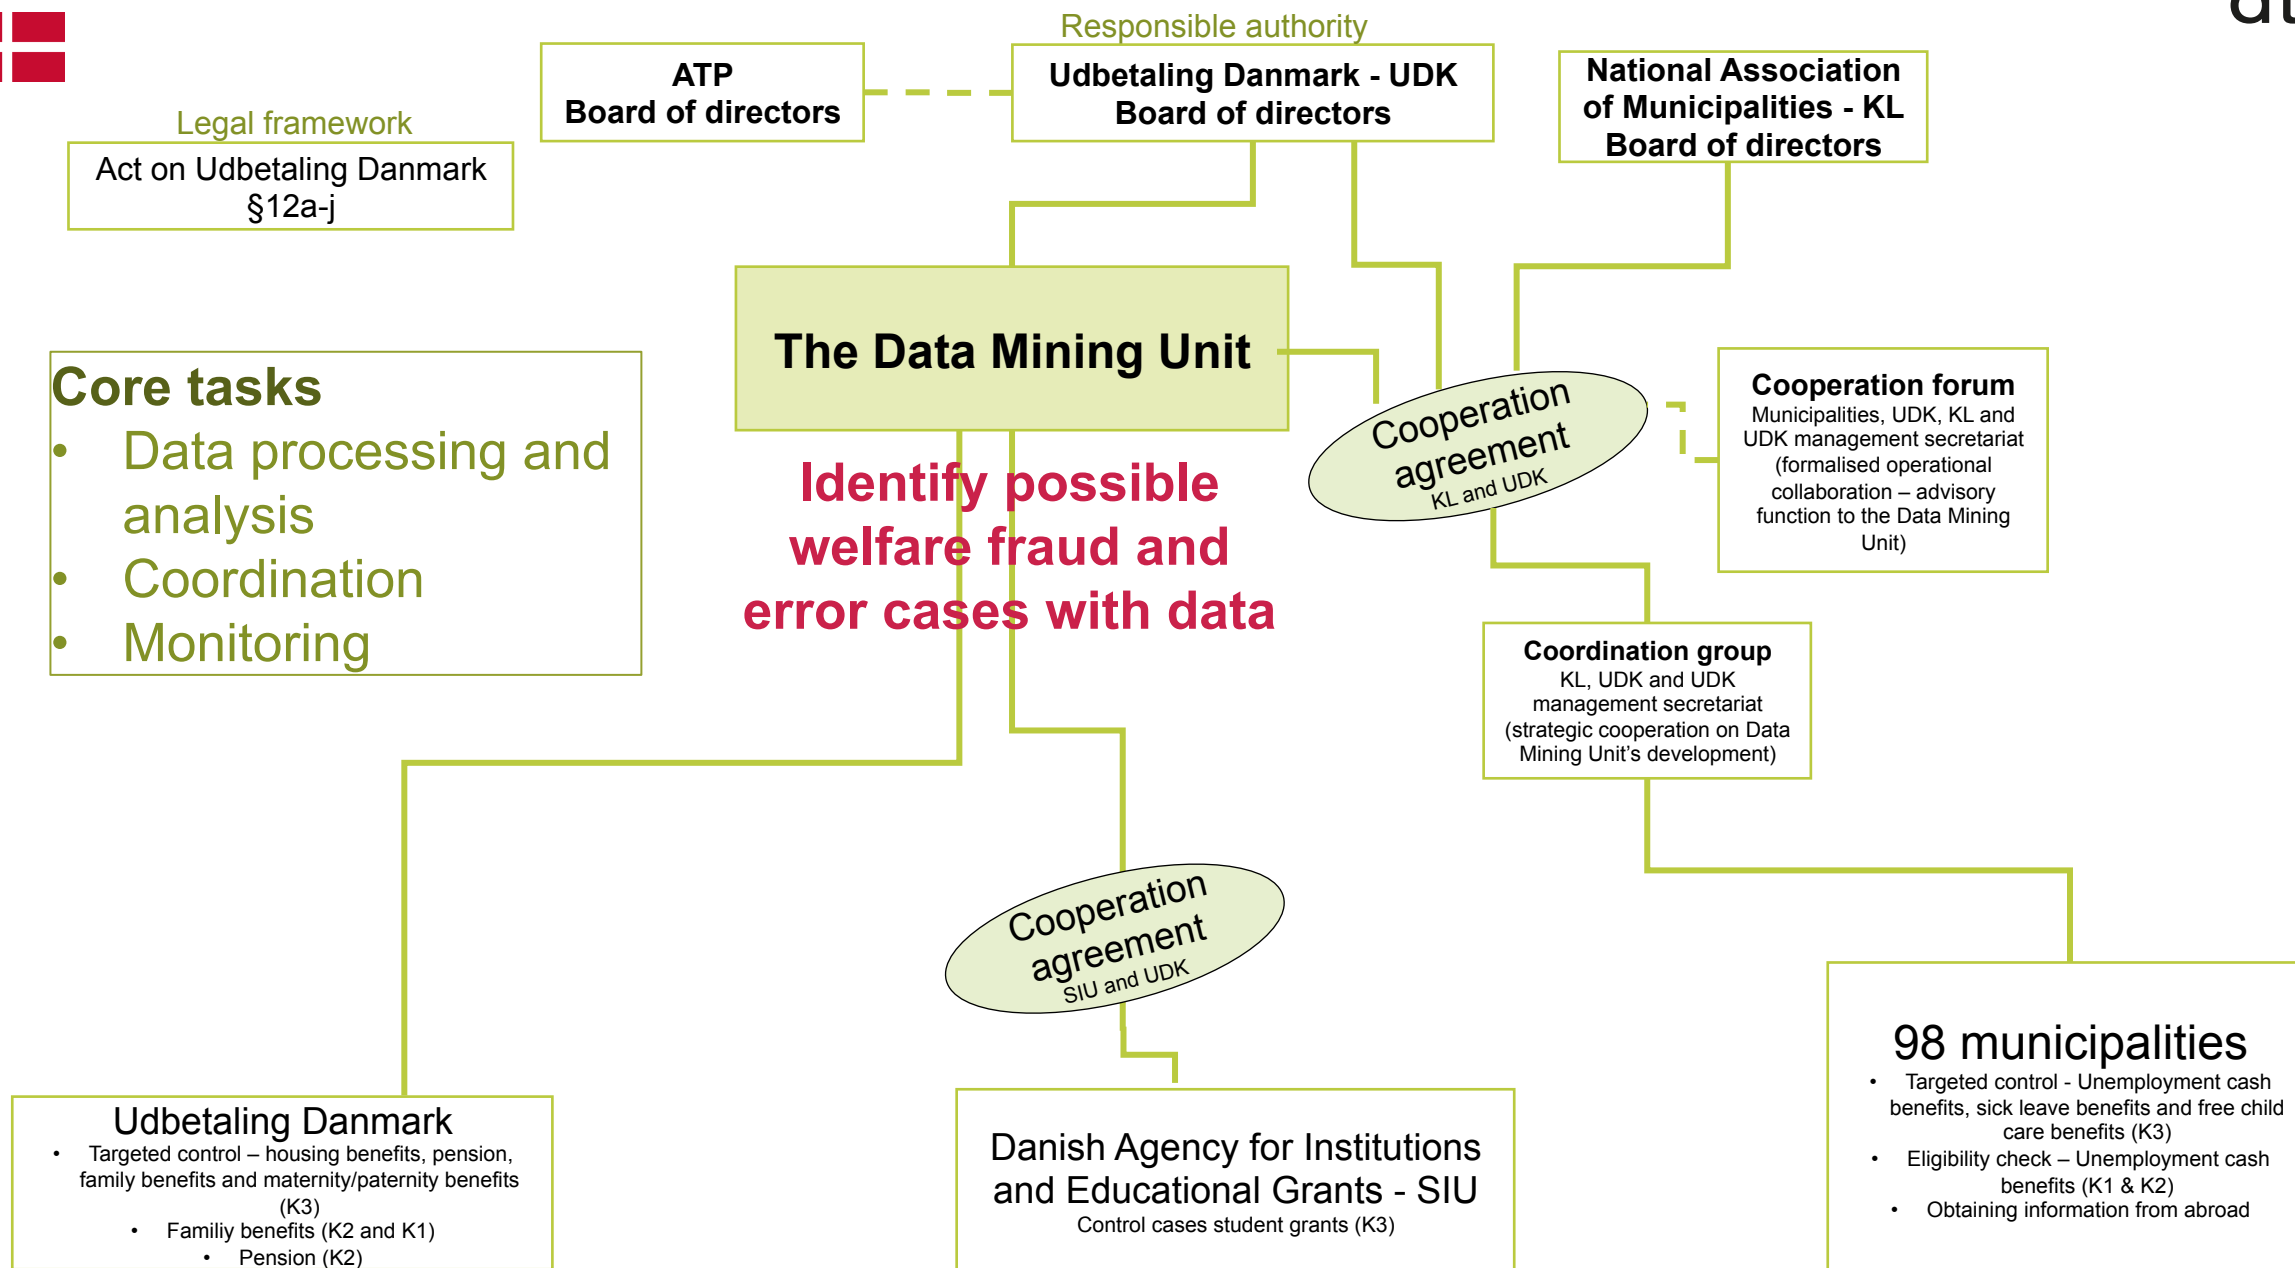 Responsible authority
ATP
Board of directors
Udbetaling Danmark - UDK
Board of directors
National Association
of Municipalities - KL
Board of directors
Legal framework
Act on Udbetaling Danmark
§12a-j
The Data Mining Unit
Core tasks
• Data processing and
analysis
• Coordination
• Monitoring
Identify possible
welfare fraud and
error cases with data
Cooperation
agreement
KL and UDK
Cooperation forum
Municipalities, UDK, KL and
UDK management secretariat
(formalised operational
collaboration – advisory
function to the Data Mining
Unit)
Coordination group
KL, UDK and UDK
management secretariat
(strategic cooperation on Data
Mining Unit's development)
Cooperation
agreement
SIU and UDK
Udbetaling Danmark
• Targeted control – housing benefits, pension,
family benefits and maternity/paternity benefits
(K3)
• Familiy benefits (K2 and K1)
• Pension (K2)
Danish Agency for Institutions
and Educational Grants - SIU
Control cases student grants (K3)
98 municipalities
• Targeted control - Unemployment cash
benefits, sick leave benefits and free child
care benefits (K3)
• Eligibility check – Unemployment cash
benefits (K1 & K2)
• Obtaining information from abroad